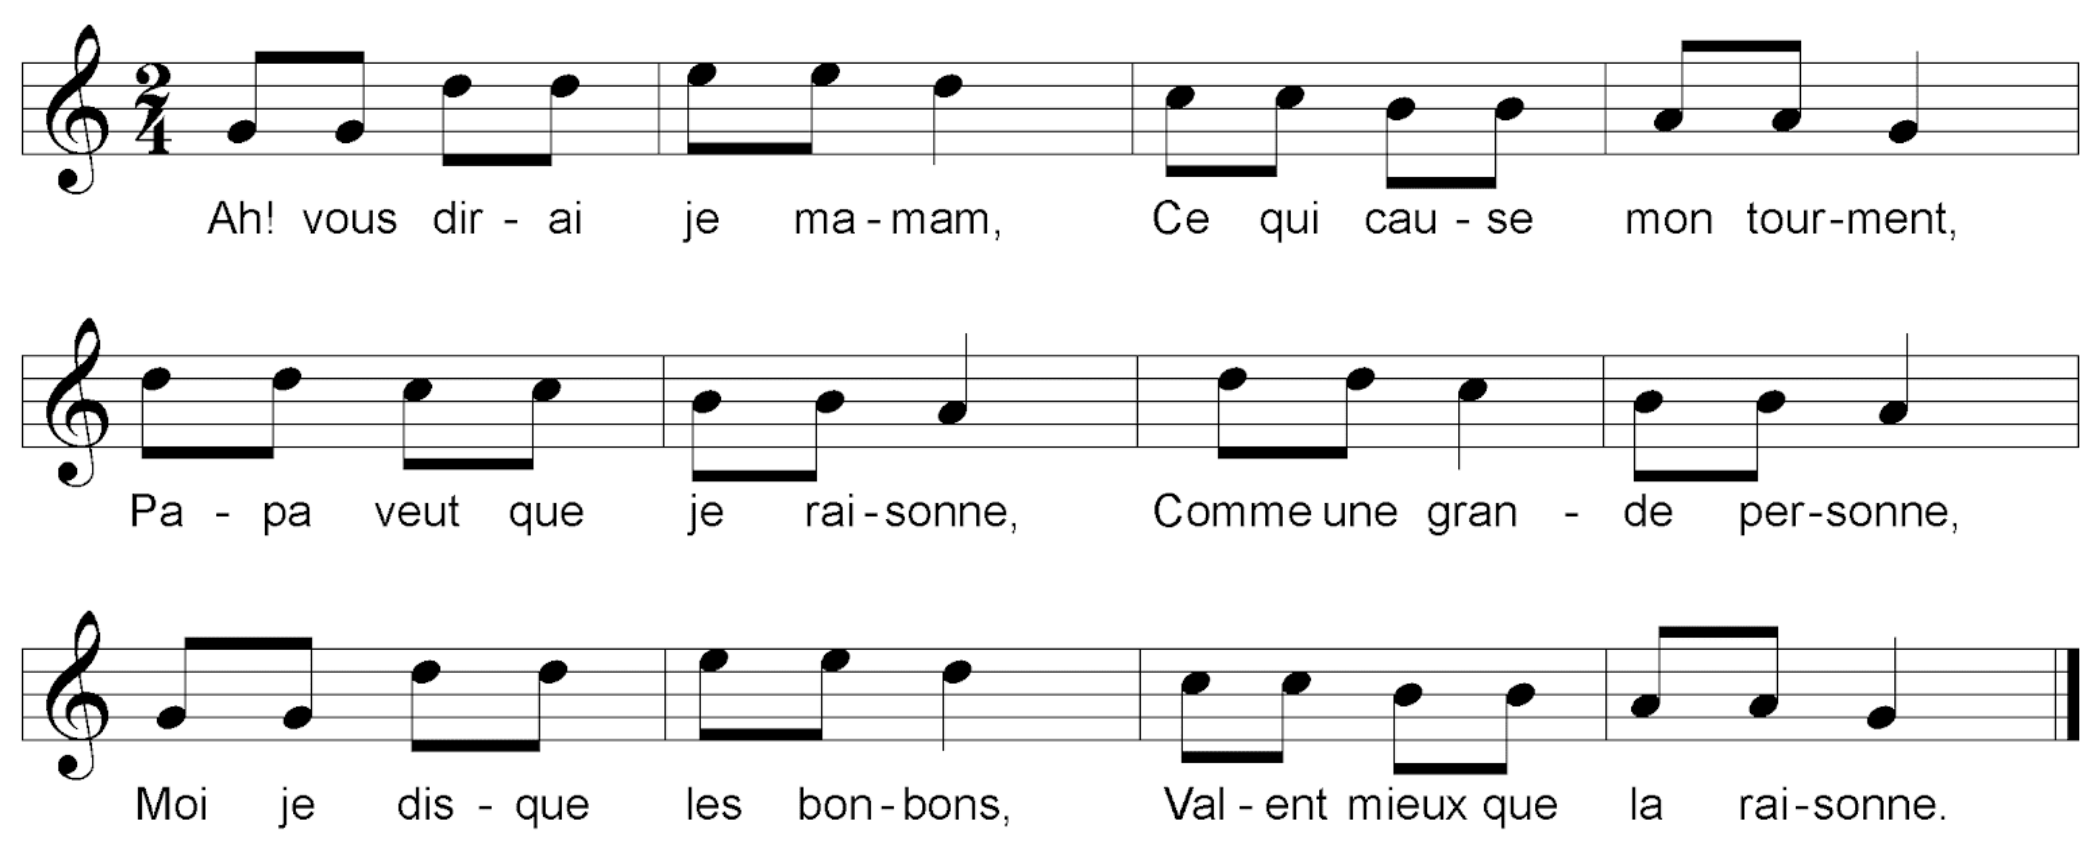 2
4
Ah! vous dir - ai je ma - mam, Ce qui cau - se mon tour-ment,
Pa - pa veut que je rai - sonne, Comme une gran - de per-sonne,
Moi je dis - que les bon - bons, Val - ent mieux que la rai-sonne.